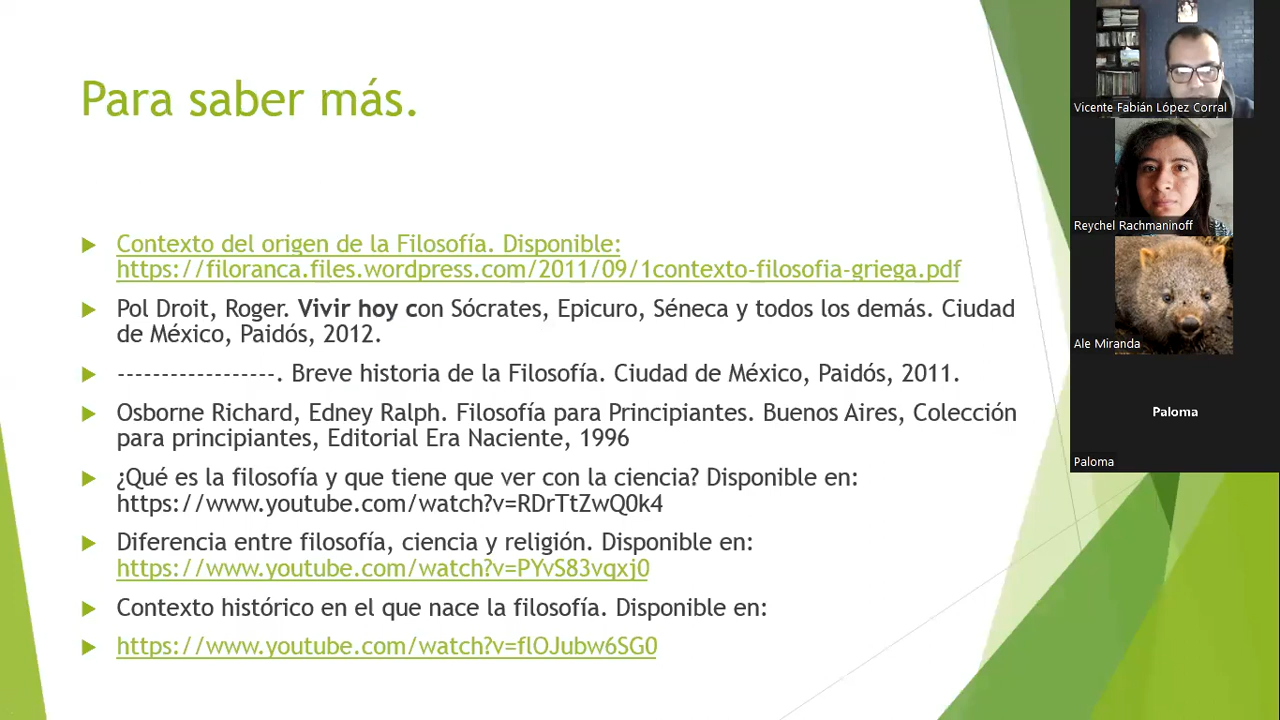 Para saber más.
Contexto del origen de la Filosofía. Disponible:
https://filoranca.files.wordpress.com/2011/09/1contexto-filosofia-griega.pdf
Pol Droit, Roger. Vivir hoy con Sócrates, Epicuro, Séneca y todos los demás. Ciudad
de México, Paidós, 2012.
------------------. Breve historia de la Filosofía. Ciudad de México, Paidós, 2011.
Osborne Richard, Edney Ralph. Filosofía para Principiantes. Buenos Aires, Colección
para principiantes, Editorial Era Naciente, 1996
¿Qué es la filosofía y que tiene que ver con la ciencia? Disponible en:
https://www.youtube.com/watch?v=RDrTtZwQ0k4
Diferencia entre filosofía, ciencia y religión. Disponible en:
https://www.youtube.com/watch?v=PYvS83vqxj0
Contexto histórico en el que nace la filosofía. Disponible en:
https://www.youtube.com/watch?v=flOJubw6SG0
Vicente Fabián López Corral
Reychel Rachmaninoff
Ale Miranda
Paloma
Paloma